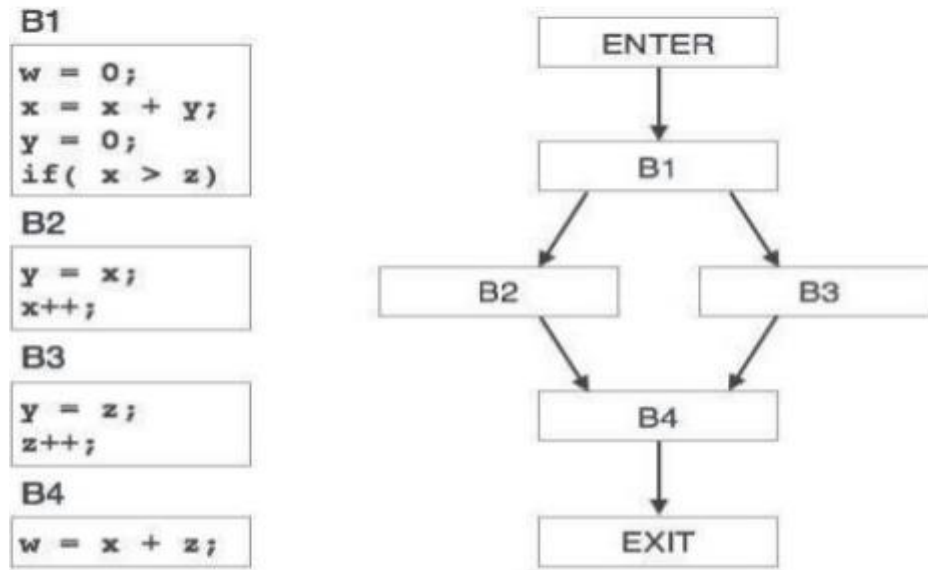 B1
w = 0;
x = x + y;
y = 0;
if( x > z)
B2
y = x;
x++;
B3
y = z;
z++;
B4
w = x + z;
ENTER
B1
B2
B3
B4
EXIT